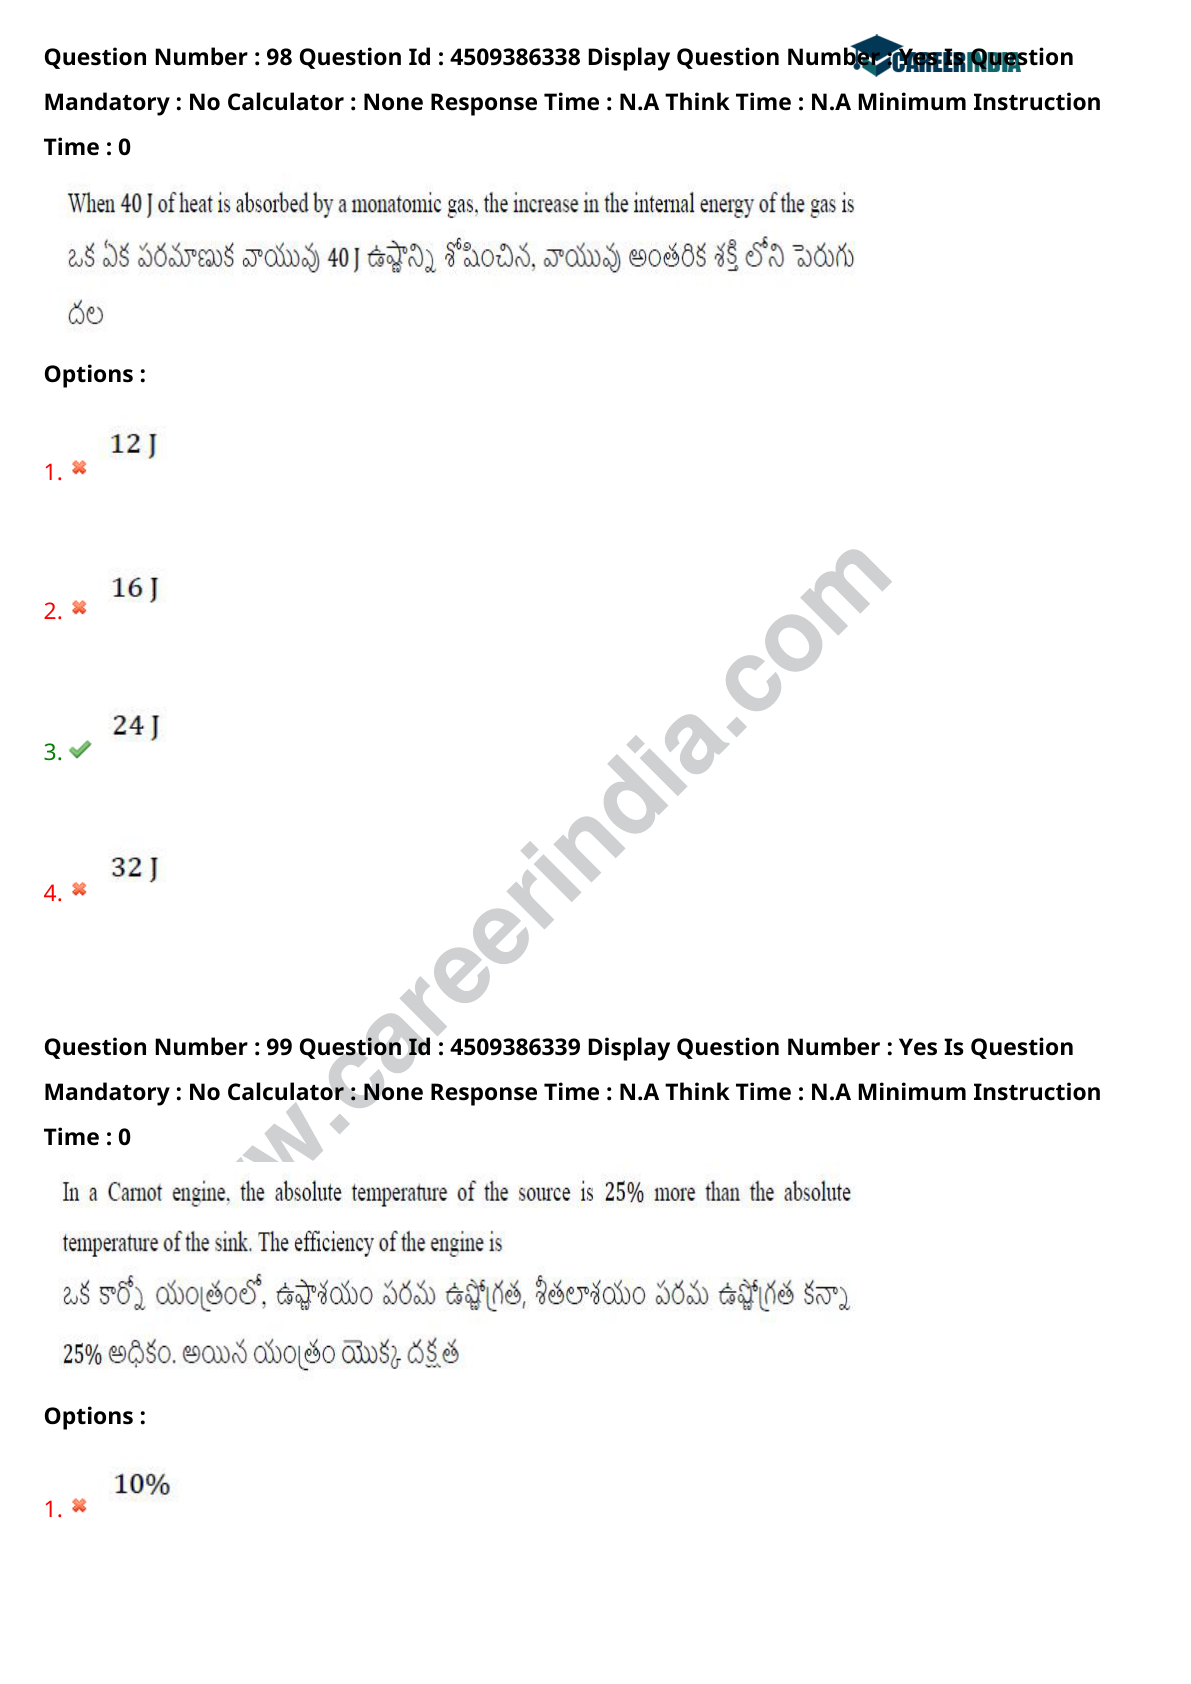 Question Number : 98 Question Id : 4509386338 Display Question Number : Yes Is Question
CAREERINDIA
Mandatory : No Calculator : None Response Time : N.A Think Time : N.A Minimum Instruction
Time : 0
When 40 J of heat is absorbed by a monatomic gas, the increase in the internal energy of the gas is
ఒక ఏక పరమాణుక వాయువు 40 J ఉష్ణాన్ని శోషించిన, వాయువు అంతరిక శక్తి లోని పెరుగు
దల
Options :
12 J
1.
16 J
2.
24 J
3.
32 J
4.
www.careerindia.com
Question Number : 99 Question Id : 4509386339 Display Question Number : Yes Is Question
Mandatory : No Calculator : None Response Time : N.A Think Time : N.A Minimum Instruction
Time : 0
In a Carnot engine, the absolute temperature of the source is 25% more than the absolute
temperature of the sink. The efficiency of the engine is
ఒక కార్నో యంత్రంలో, ఉష్ణాశయం పరమ ఉష్ణోగ్రత, శీతలాశయం పరమ ఉష్ణోగ్రత కన్నా
25% అధికం. అయిన యంత్రం యొక్క దక్షత
Options :
10%
1.